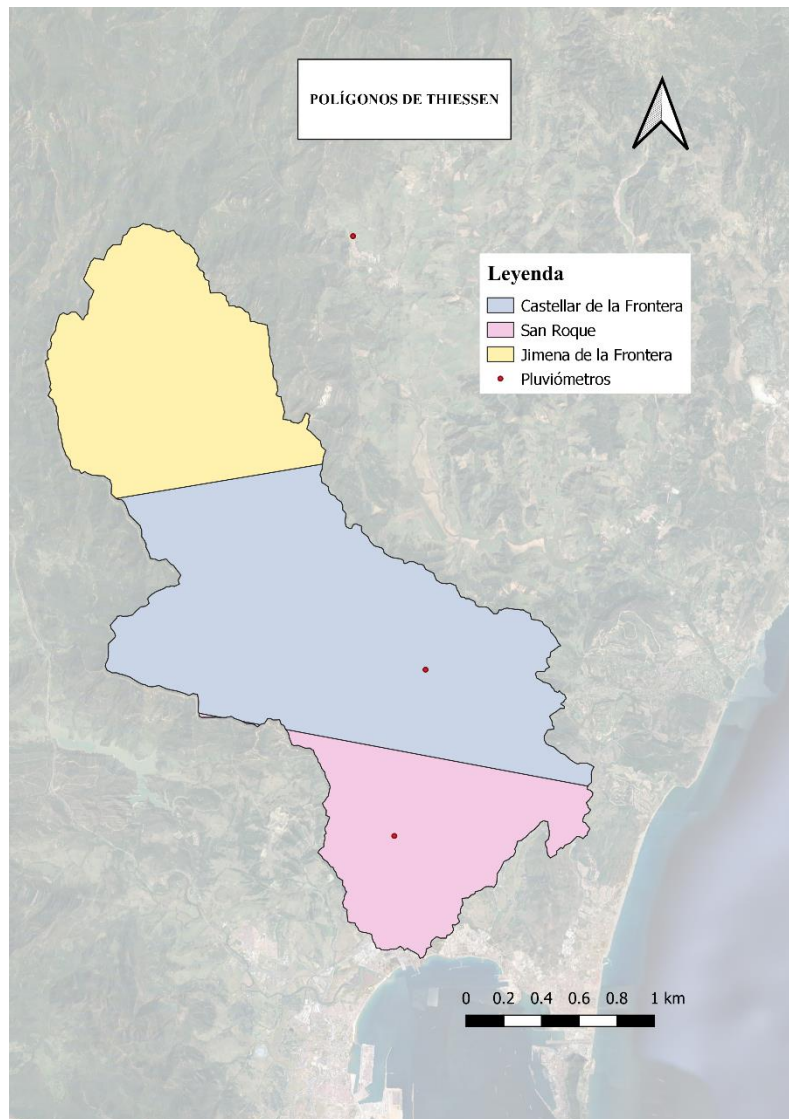 POLÍGONOS DE THIESSEN
Leyenda
Castellar de la Frontera
San Roque
Jimena de la Frontera
Pluviómetros
0 0.2 0.4 0.6 0.8 1 km